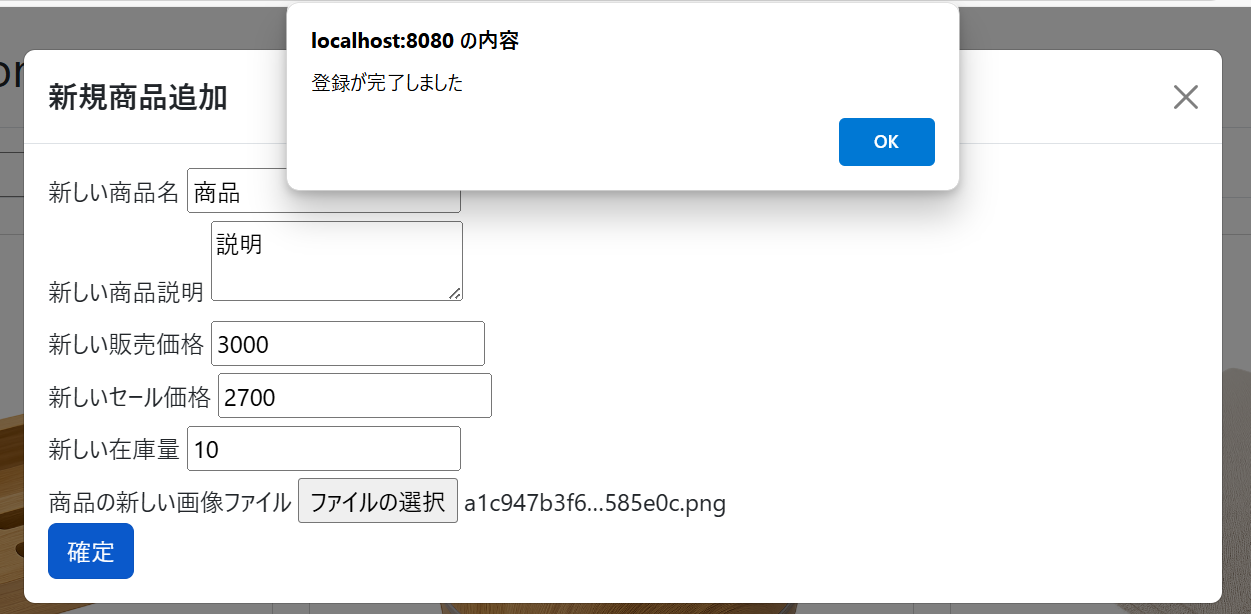 localhost:8080 の内容
登録が完了しました
OK
新規商品追加
新しい商品名 商品
説明
新しい商品説明
新しい販売価格 3000
新しいセール価格 2700
新しい在庫量 10
商品の新しい画像ファイル ファイルの選択 a1c947b3f6...585e0c.png
確定